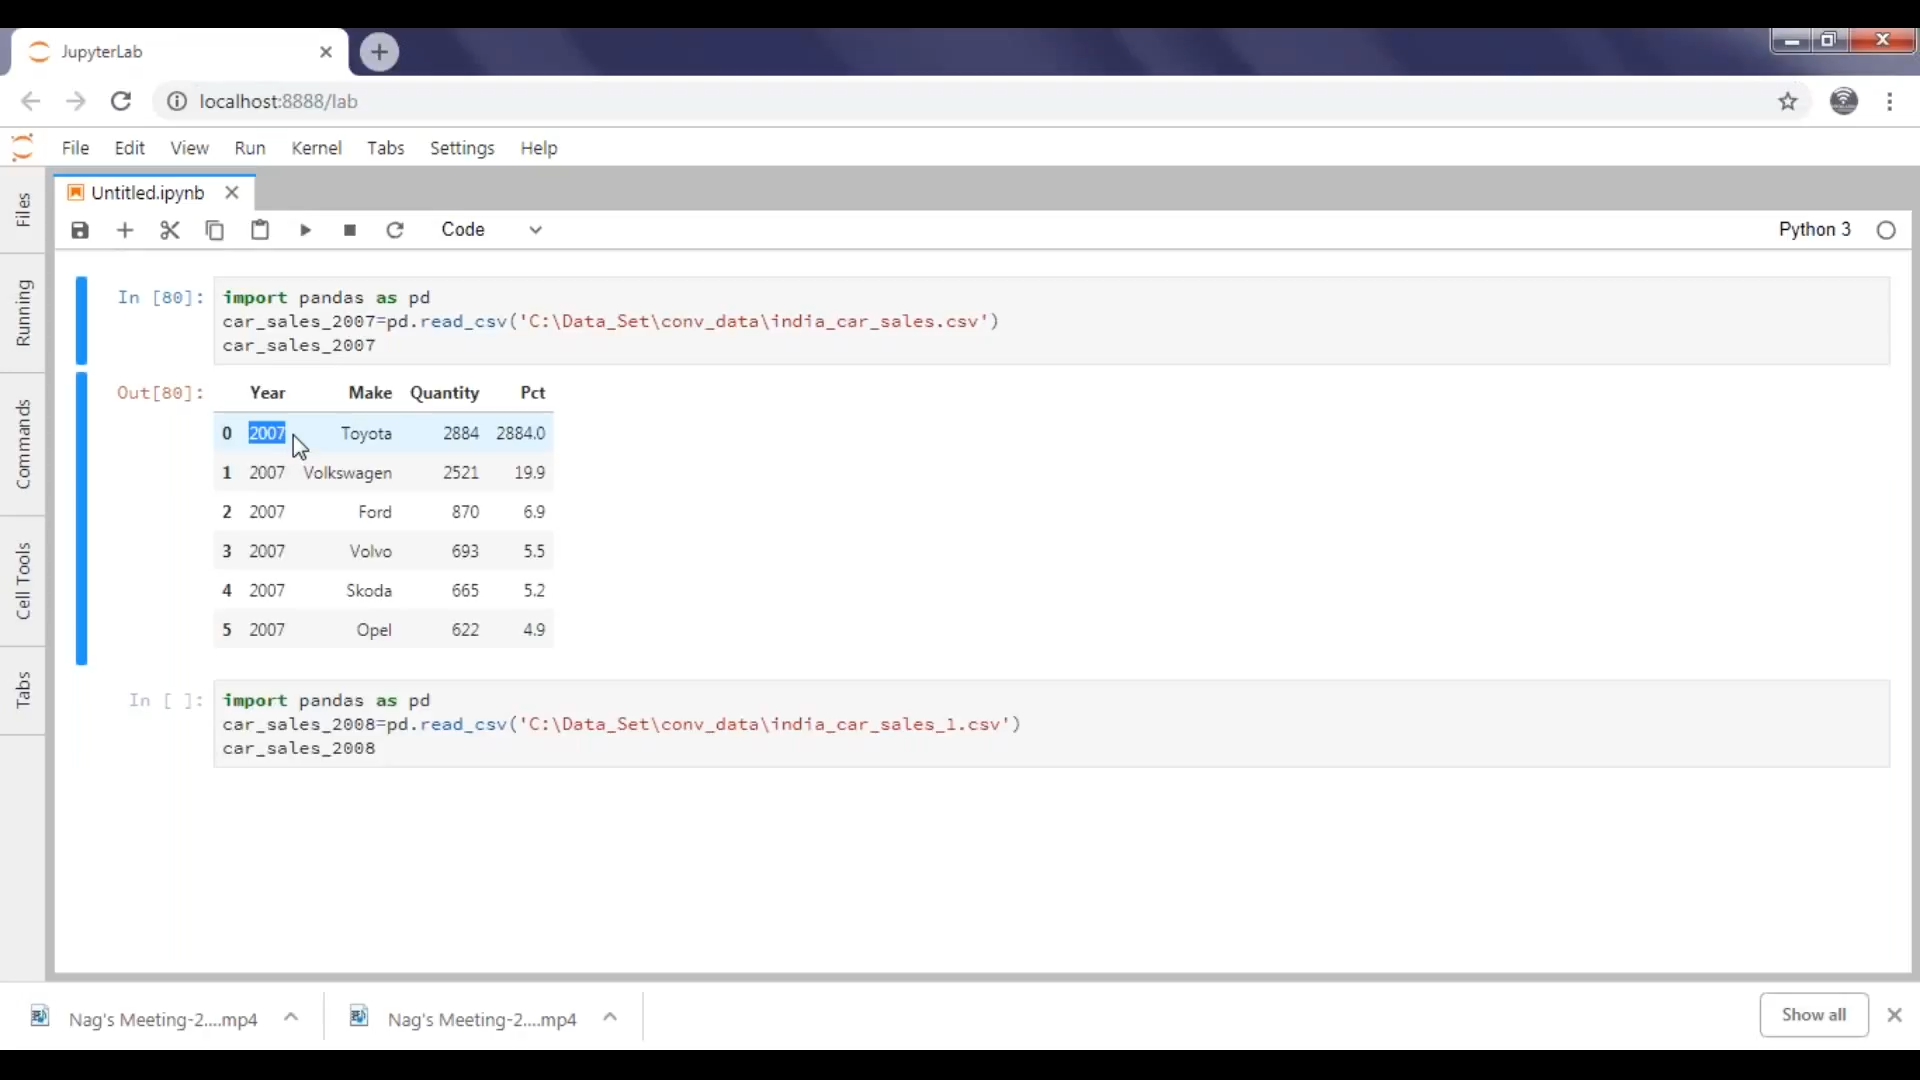 JupyterLab
localhost:8888/lab
File Edit View Run Kernel Tabs Settings Help
Untitled.ipynb
Code
Python 3
Files
Running
Commands
Cell Tools
Tabs
In [80]:
import pandas as pd
car_sales_2007=pd.read_csv('C:\Data_Set\conv_data\india_car_sales.csv')
car_sales_2007
Out[80]:
Year Make Quantity Pct
0 2007 Toyota 2884 2884.0
1 2007 Volkswagen 2521 19.9
2 2007 Ford 870 6.9
3 2007 Volvo 693 5.5
4 2007 Skoda 665 5.2
5 2007 Opel 622 4.9
In [ ]:
import pandas as pd
car_sales_2008=pd.read_csv('C:\Data_Set\conv_data\india_car_sales_1.csv')
car_sales_2008
Nag's Meeting-2....mp4
Nag's Meeting-2....mp4
Show all